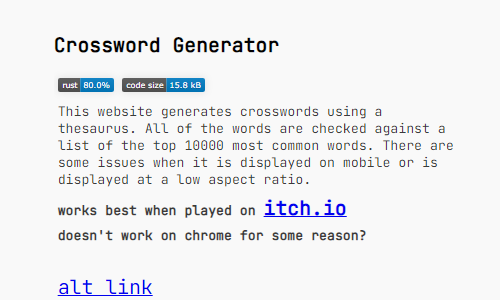 Crossword Generator
rust 80.0% code size 15.8 kB
This website generates crosswords using a
thesaurus. All of the words are checked against a
list of the top 10000 most common words. There are
some issues when it is displayed on mobile or is
displayed at a low aspect ratio.
works best when played on itch.io
doesn't work on chrome for some reason?
alt link